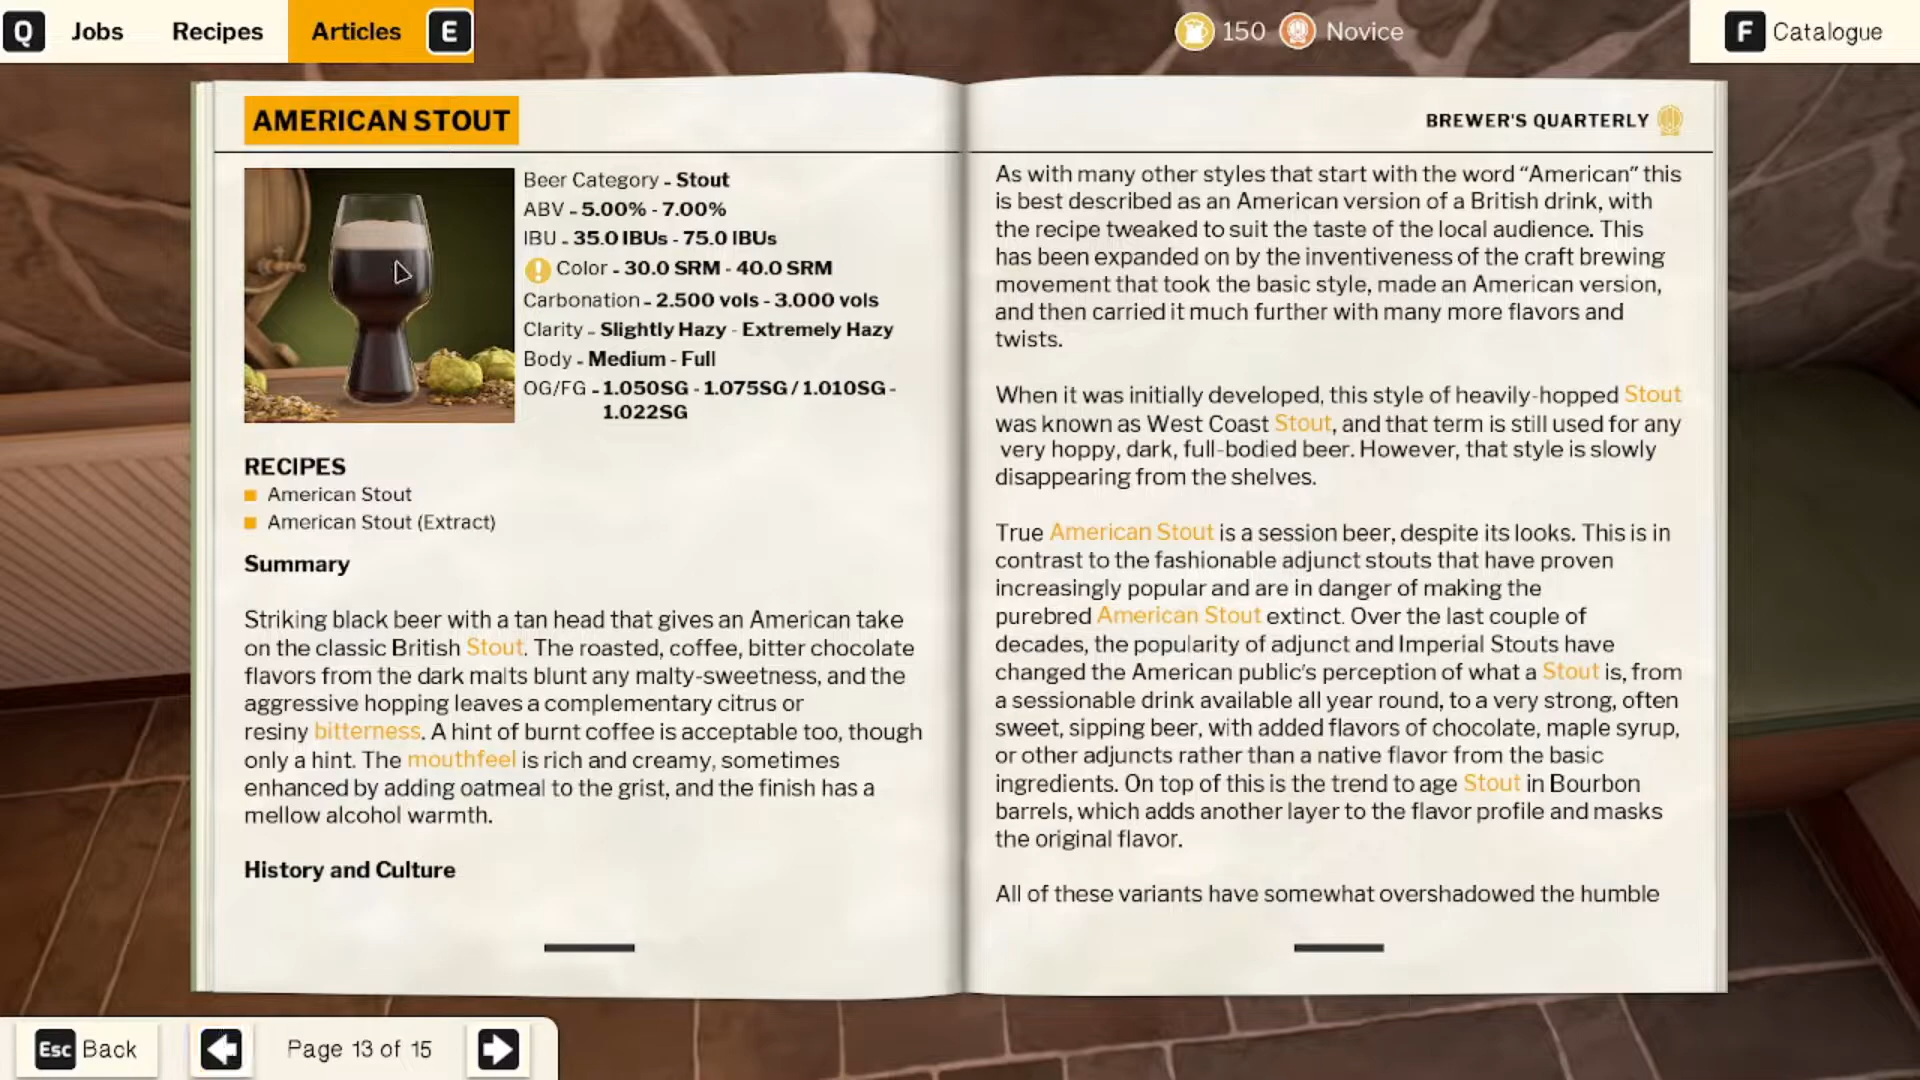 Q Jobs Recipes Articles E
150 Novice
F Catalogue
AMERICAN STOUT
Beer Category - Stout
ABV - 5.00% - 7.00%
IBU - 35.0 IBUs - 75.0 IBUs
! Color - 30.0 SRM - 40.0 SRM
Carbonation - 2.500 vols - 3.000 vols
Clarity - Slightly Hazy - Extremely Hazy
Body - Medium - Full
OG/FG - 1.050SG - 1.075SG / 1.010SG -
1.022SG
RECIPES
American Stout
American Stout (Extract)
Summary
Striking black beer with a tan head that gives an American take
on the classic British Stout. The roasted, coffee, bitter chocolate
flavors from the dark malts blunt any malty-sweetness, and the
aggressive hopping leaves a complementary citrus or
resiny bitterness. A hint of burnt coffee is acceptable too, though
only a hint. The mouthfeel is rich and creamy, sometimes
enhanced by adding oatmeal to the grist, and the finish has a
mellow alcohol warmth.
History and Culture
BREWER'S QUARTERLY
As with many other styles that start with the word “American” this
is best described as an American version of a British drink, with
the recipe tweaked to suit the taste of the local audience. This
has been expanded on by the inventiveness of the craft brewing
movement that took the basic style, made an American version,
and then carried it much further with many more flavors and
twists.
When it was initially developed, this style of heavily-hopped Stout
was known as West Coast Stout, and that term is still used for any
very hoppy, dark, full-bodied beer. However, that style is slowly
disappearing from the shelves.
True American Stout is a session beer, despite its looks. This is in
contrast to the fashionable adjunct stouts that have proven
increasingly popular and are in danger of making the
purebred American Stout extinct. Over the last couple of
decades, the popularity of adjunct and Imperial Stouts have
changed the American public's perception of what a Stout is, from
a sessionable drink available all year round, to a very strong, often
sweet, sipping beer, with added flavors of chocolate, maple syrup,
or other adjuncts rather than a native flavor from the basic
ingredients. On top of this is the trend to age Stout in Bourbon
barrels, which adds another layer to the flavor profile and masks
the original flavor.
All of these variants have somewhat overshadowed the humble
Esc Back Page 13 of 15